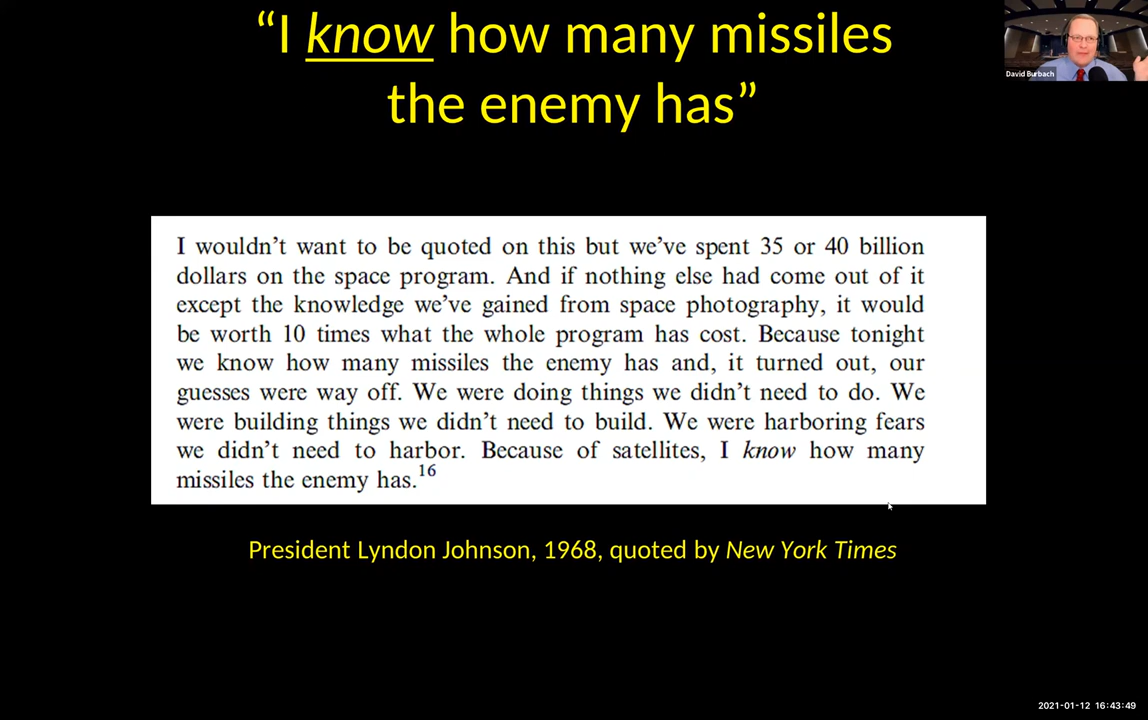 “I know how many missiles
the enemy has”
David Burbach
I wouldn’t want to be quoted on this but we’ve spent 35 or 40 billion
dollars on the space program. And if nothing else had come out of it
except the knowledge we’ve gained from space photography, it would
be worth 10 times what the whole program has cost. Because tonight
we know how many missiles the enemy has and, it turned out, our
guesses were way off. We were doing things we didn’t need to do. We
were building things we didn’t need to build. We were harboring fears
we didn’t need to harbor. Because of satellites, I know how many
missiles the enemy has.16
President Lyndon Johnson, 1968, quoted by New York Times
2021-01-12 16:43:49